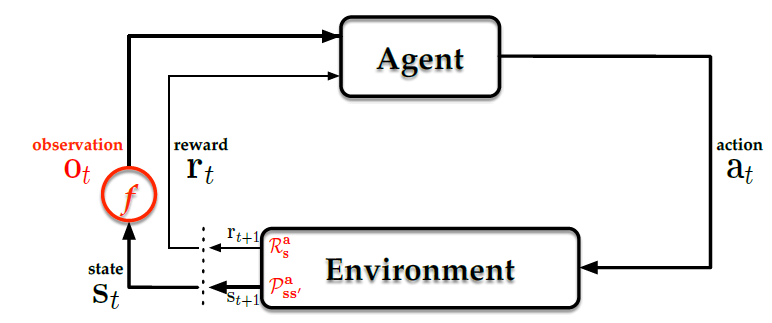 Agent
observation
o_t
f
reward
r_t
action
a_t
r_{t+1}
R_s^a
Environment
state
s_t
s_{t+1}
P_{ss'}^a